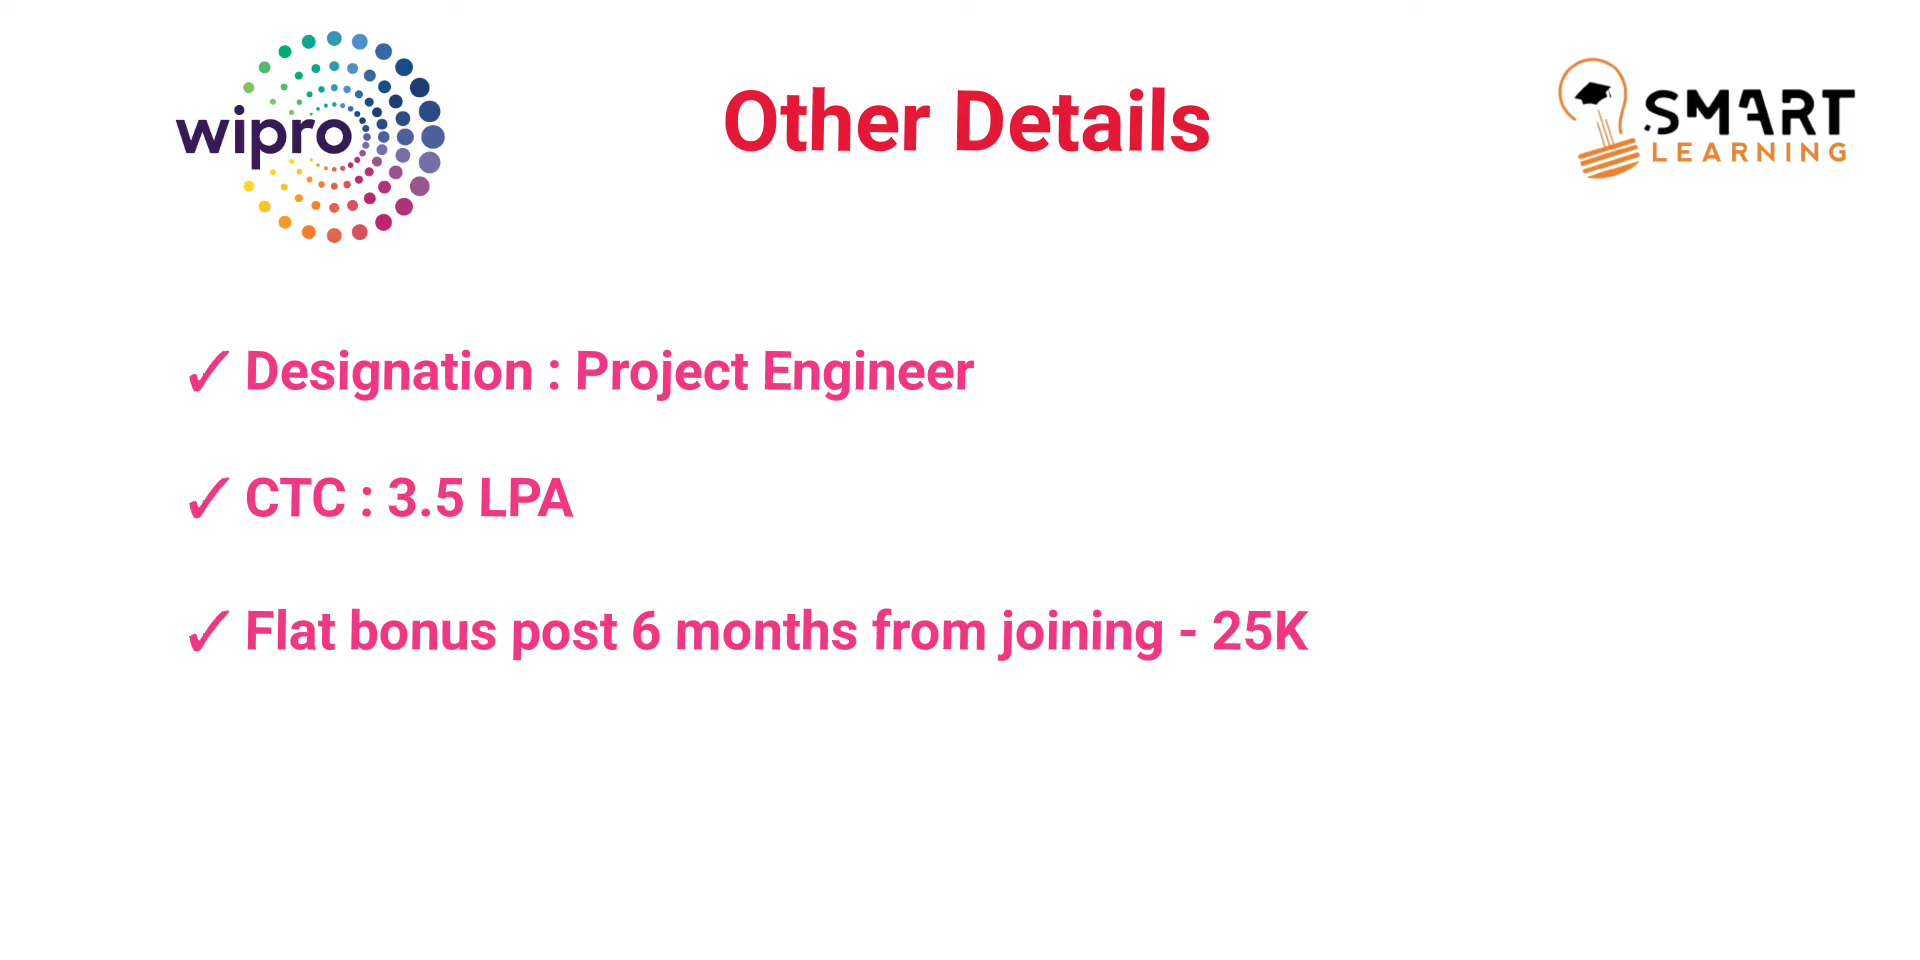 wipro
Other Details
SMART
LEARNING
✓ Designation : Project Engineer
✓ CTC : 3.5 LPA
✓ Flat bonus post 6 months from joining - 25K